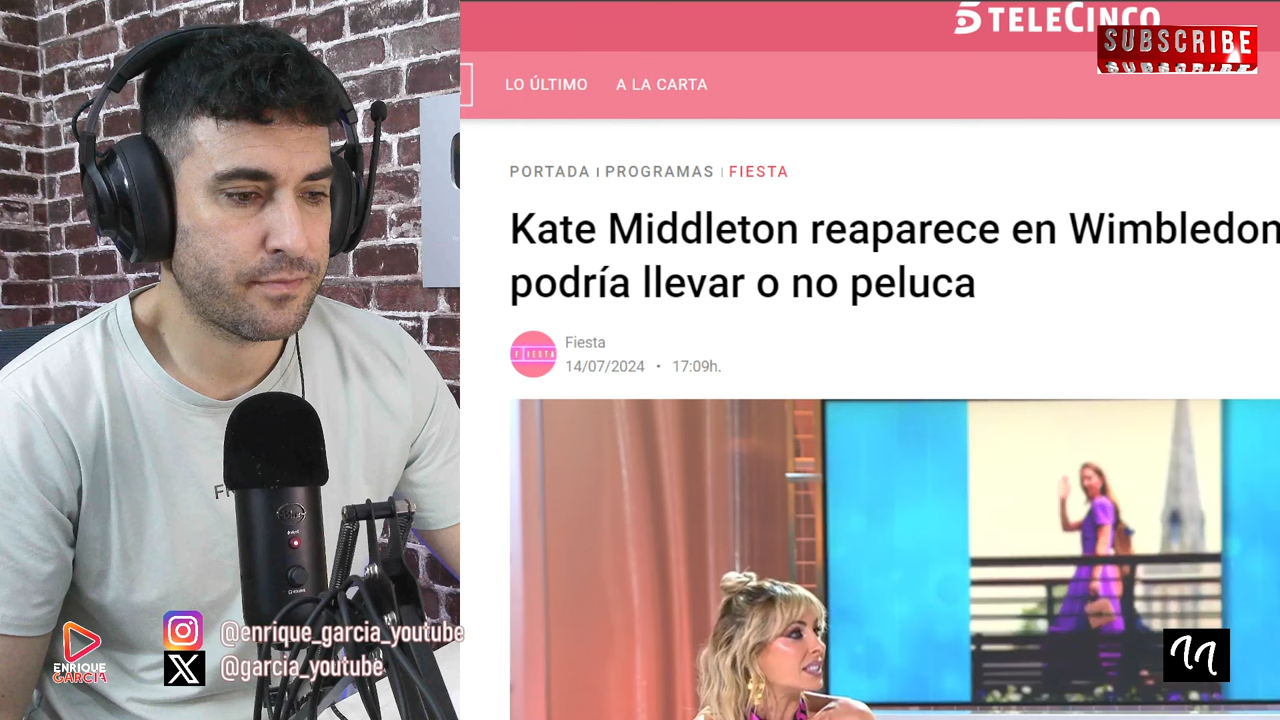 TELECINCO
SUBSCRIBE
LO ÚLTIMO
A LA CARTA
PORTADA I PROGRAMAS I FIESTA
Kate Middleton reaparece en Wimbledon
podría llevar o no peluca
FIESTA
Fiesta
14/07/2024 • 17:09h.
@enrique_garcia_youtube
@garcia_youtube
ENRIQUE
GARCIA